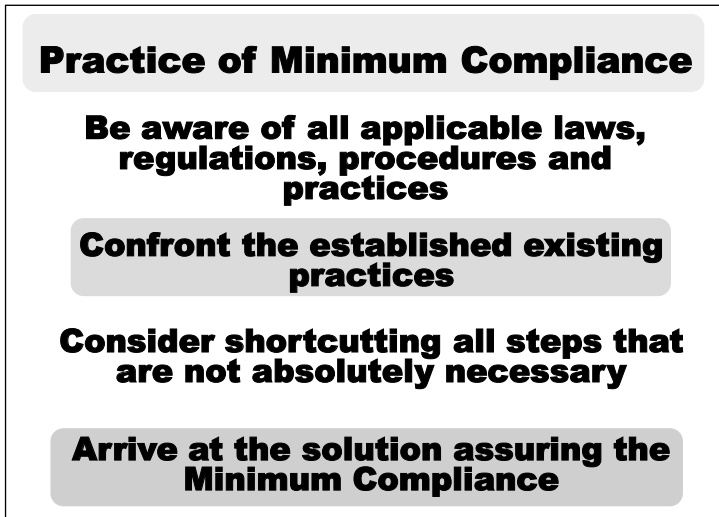 Practice of Minimum Compliance
Be aware of all applicable laws,
regulations, procedures and
practices
Confront the established existing
practices
Consider shortcutting all steps that
are not absolutely necessary
Arrive at the solution assuring the
Minimum Compliance